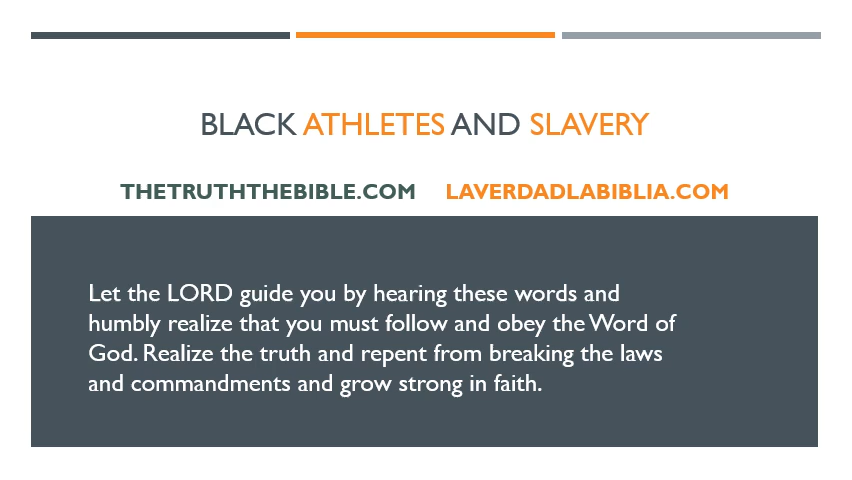 BLACK ATHLETES AND SLAVERY
THETRUTHTHEBIBLE.COM LAVERDADLABIBLIA.COM
Let the LORD guide you by hearing these words and
humbly realize that you must follow and obey the Word of
God. Realize the truth and repent from breaking the laws
and commandments and grow strong in faith.